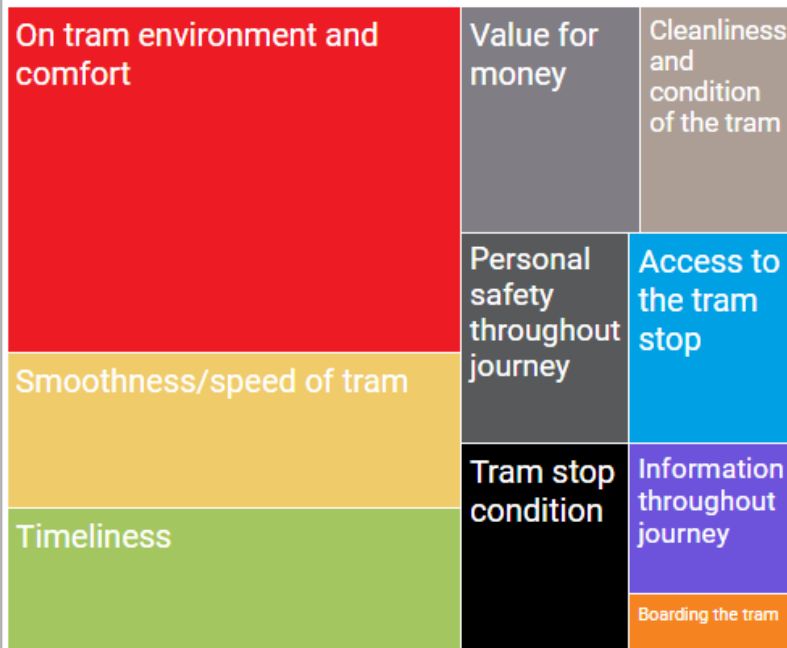 On tram environment and
comfort
Value for
money
Cleanliness
and
condition
of the tram
Personal
safety
throughout
journey
Access to
the tram
stop
Smoothness/speed of tram
Tram stop
condition
Information
throughout
journey
Timeliness
Boarding the tram